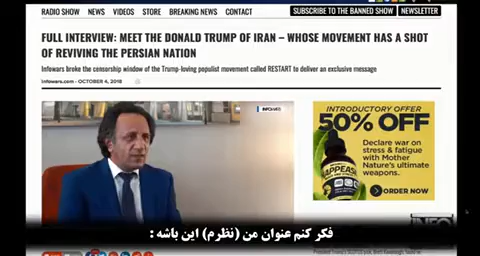 RADIO SHOW NEWS VIDEOS STORE BREAKING NEWS CONTACT SUBSCRIBE TO THE BANNED SHOW NEWSLETTER
FULL INTERVIEW: MEET THE DONALD TRUMP OF IRAN – WHOSE MOVEMENT HAS A SHOT
OF REVIVING THE PERSIAN NATION
Infowars broke the censorship window of the Trump-loving populist movement called RESTART to deliver an exclusive message
Infowars.com - OCTOBER 4, 2018
INFOWARS
INTRODUCTORY OFFER
50% OFF
Declare war on
stress & fatigue
with Mother
Nature's ultimate
weapons.
APPEASE
ORDER NOW
فکر کنم عنوان من (نظرم) این باشه :